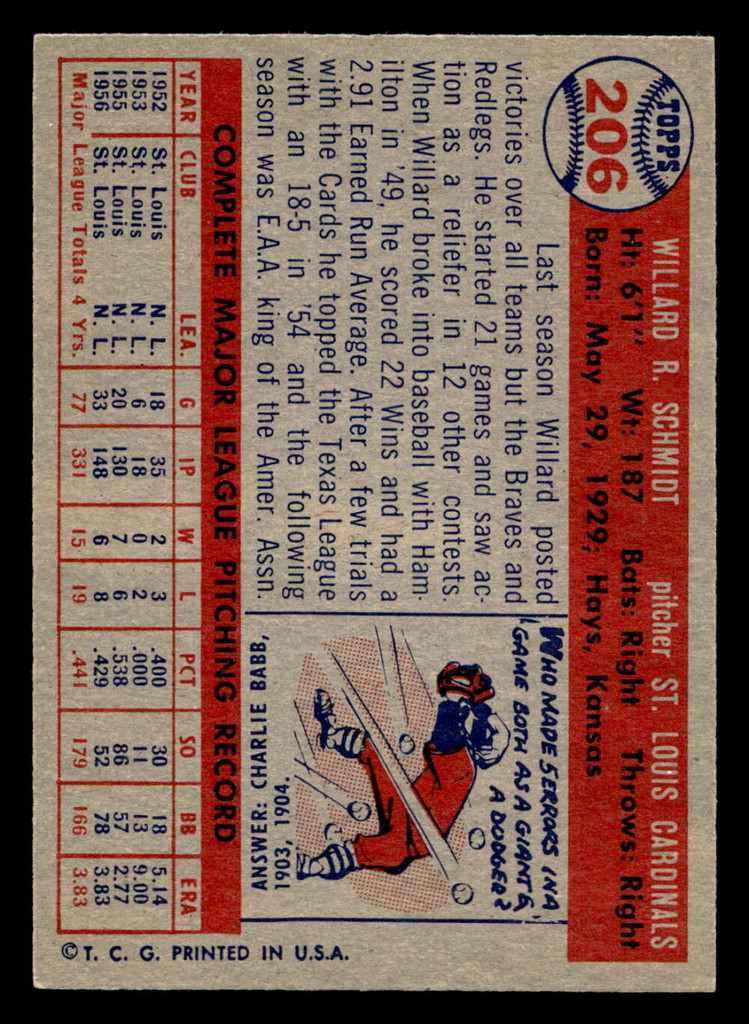 TOPPS
206
WILLARD R. SCHMIDT pitcher ST. LOUIS CARDINALS
Ht: 6'1" Wt: 187 Bats: Right Throws: Right
Born: May 29, 1929; Hays, Kansas
Last season Willard posted
victories over all teams but the Braves and
Redlegs. He started 21 games and saw ac-
tion as a reliefer in 12 other contests.
When Willard broke into baseball with Ham-
ilton in '49, he scored 22 Wins and had a
2.91 Earned Run Average. After a few trials
with the Cards he topped the Texas League
with an 18-5 in '54 and the following
season was E.A.A. king of the Amer. Assn.
WHO MADE 5 ERRORS IN A
GAME BOTH AS A GIANT &
A DODGER?
ANSWER: CHARLIE BABB,
1903, 1904.
COMPLETE MAJOR LEAGUE PITCHING RECORD
YEAR CLUB LEA. G IP W L PCT SO BB ERA
1952 St. Louis N. L. 18 35 2 3 .400 30 18 5.14
1953 St. Louis N. L. 6 18 0 2 .000 11 13 9.00
1955 St. Louis N. L. 20 130 7 6 .538 86 57 2.77
1956 St. Louis N. L. 33 148 6 8 .429 52 78 3.83
Major League Totals 4 Yrs. 77 331 15 19 .441 179 166 3.83
© T. C. G. PRINTED IN U.S.A.